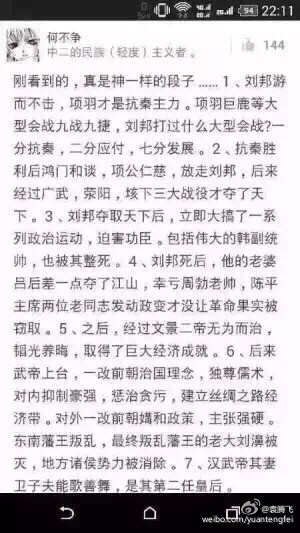 94% 22:11
何不争
中二的民族（轻度）主义者 。
144
刚看到的，真是神一样的段子 ...... 1、刘邦游
而不击，项羽才是抗秦主力。项羽巨鹿等大
型会战九战九捷，刘邦打过什么大型会战?一
分抗秦，二分应付，七分发展。 2、抗秦胜
利后鸿门和谈，项公仁慈，放走刘邦，后来
经过广武，荥阳，垓下三大战役才夺了天
下。 3、刘邦夺取天下后，立即大搞了一系
列政治运动，迫害功臣。包括伟大的韩副统
帅，也被其整死。 4、刘邦死后，他的老婆
吕后差一点夺了江山，幸亏周勃老帅，陈平
主席两位老同志发动政变才没让革命果实被
窃取。 5、之后，经过文景二帝无为而治，
韬光养晦，取得了巨大经济成就。 6、后来
武帝上台，一改前朝治国理念，独尊儒术，
对内抑制豪强，惩治贪污，建立丝绸之路经
济带。对外一改前朝媾和政策，主张强硬。
东南藩王叛乱，最终叛乱藩王的老大刘濞被
灭，地方诸侯势力被消除。 7、汉武帝其妻
卫子夫能歌善舞，是其第二任皇后。
@袁腾飞
weibo.com/yuantengfei